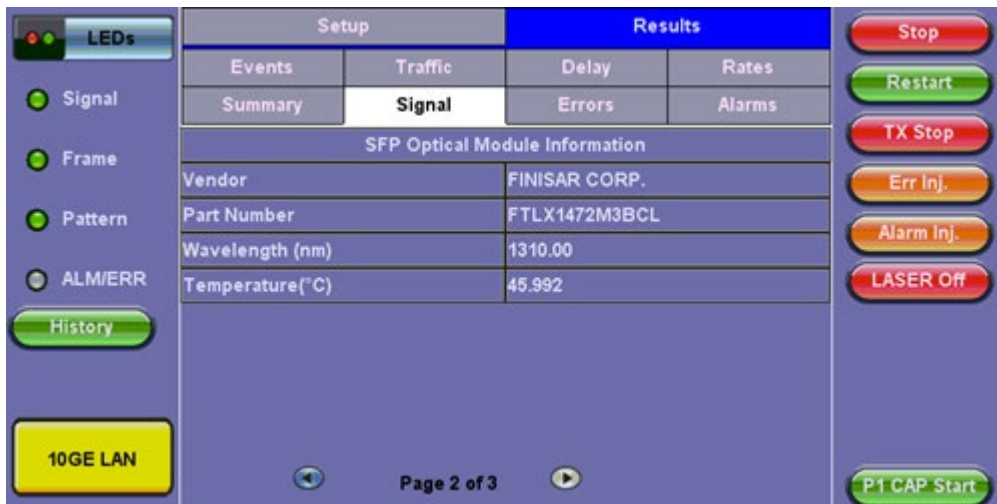 LEDs
Signal
Frame
Pattern
ALM/ERR
History
10GE LAN
Setup
Results
Events
Traffic
Delay
Rates
Summary
Signal
Errors
Alarms
SFP Optical Module Information
Vendor
FINISAR CORP.
Part Number
FTLX1472M3BCL
Wavelength (nm)
1310.00
Temperature(°C)
45.992
Page 2 of 3
Stop
Restart
TX Stop
Err Inj.
Alarm Inj.
LASER Off
P1 CAP Start